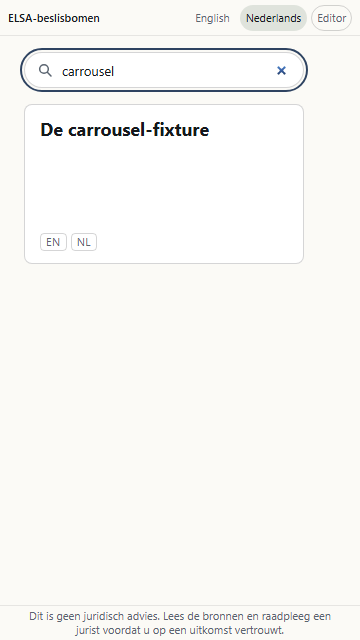 ELSA-beslisbomen English Nederlands Editor
carrousel
De carrousel-fixture
EN NL
Dit is geen juridisch advies. Lees de bronnen en raadpleeg een
jurist voordat u op een uitkomst vertrouwt.